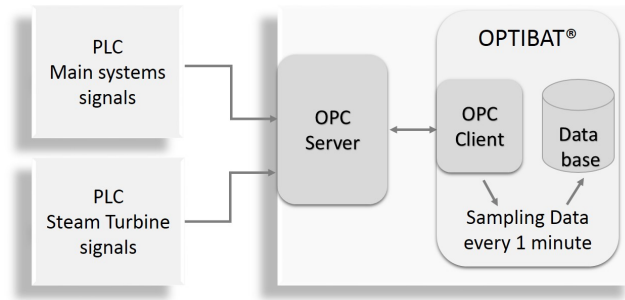 PLC
Main systems
signals
PLC
Steam Turbine
signals
OPC
Server
OPTIBAT®
OPC
Client
Data
base
Sampling Data
every 1 minute